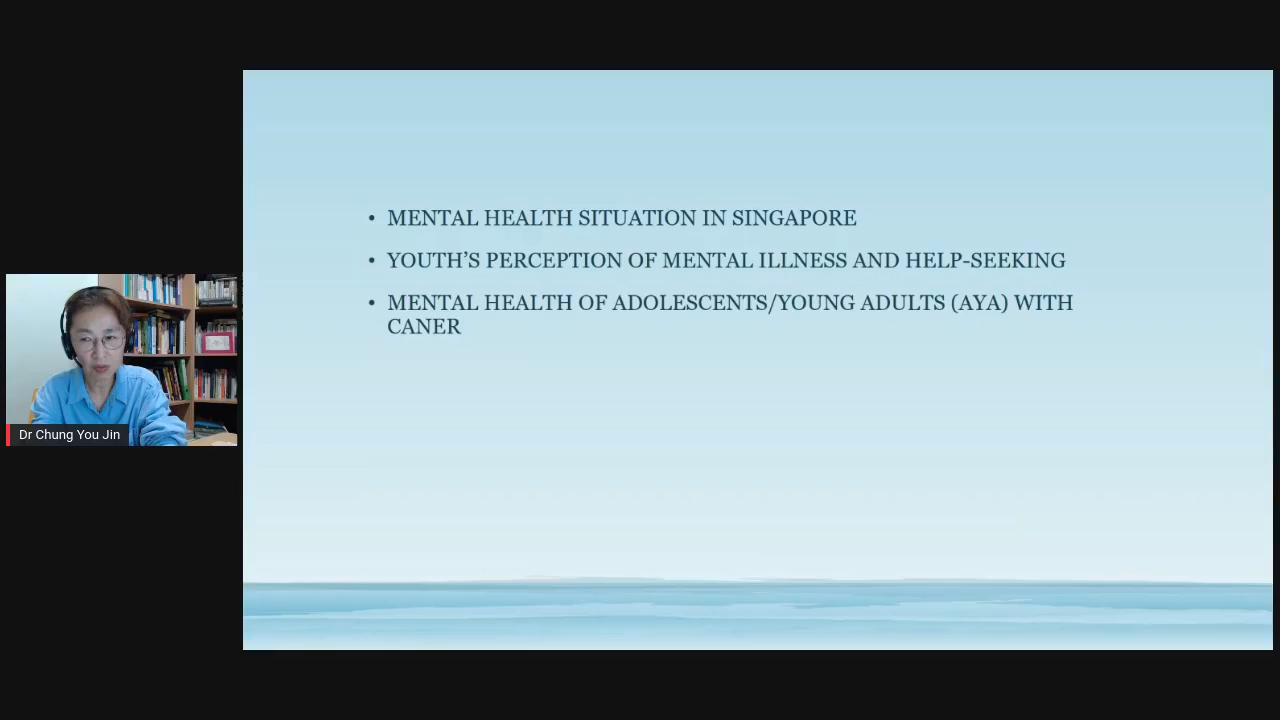 • MENTAL HEALTH SITUATION IN SINGAPORE
• YOUTH’S PERCEPTION OF MENTAL ILLNESS AND HELP-SEEKING
• MENTAL HEALTH OF ADOLESCENTS/YOUNG ADULTS (AYA) WITH
CANER
Dr Chung You Jin